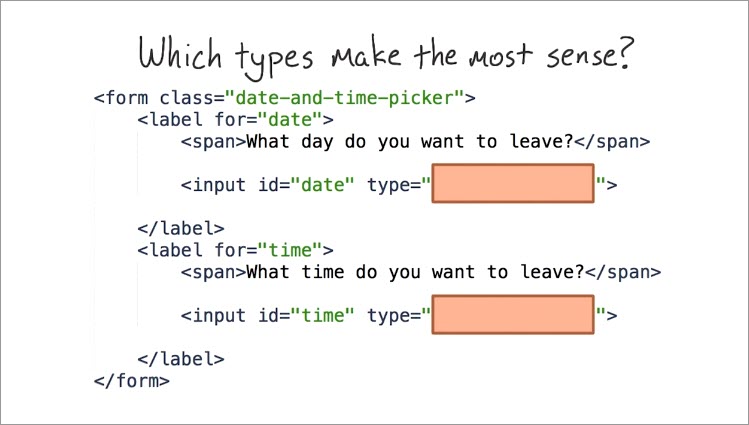 Which types make the most sense?
<form class="date-and-time-picker">
<label for="date">
<span>What day do you want to leave?</span>
<input id="date" type="">
</label>
<label for="time">
<span>What time do you want to leave?</span>
<input id="time" type="">
</label>
</form>